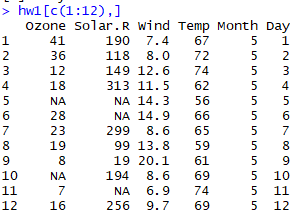 > hw1[c(1:12),]
Ozone Solar.R Wind Temp Month Day
1 41 190 7.4 67 5 1
2 36 118 8.0 72 5 2
3 12 149 12.6 74 5 3
4 18 313 11.5 62 5 4
5 NA NA 14.3 56 5 5
6 28 NA 14.9 66 5 6
7 23 299 8.6 65 5 7
8 19 99 13.8 59 5 8
9 8 19 20.1 61 5 9
10 NA 194 8.6 69 5 10
11 7 NA 6.9 74 5 11
12 16 256 9.7 69 5 12